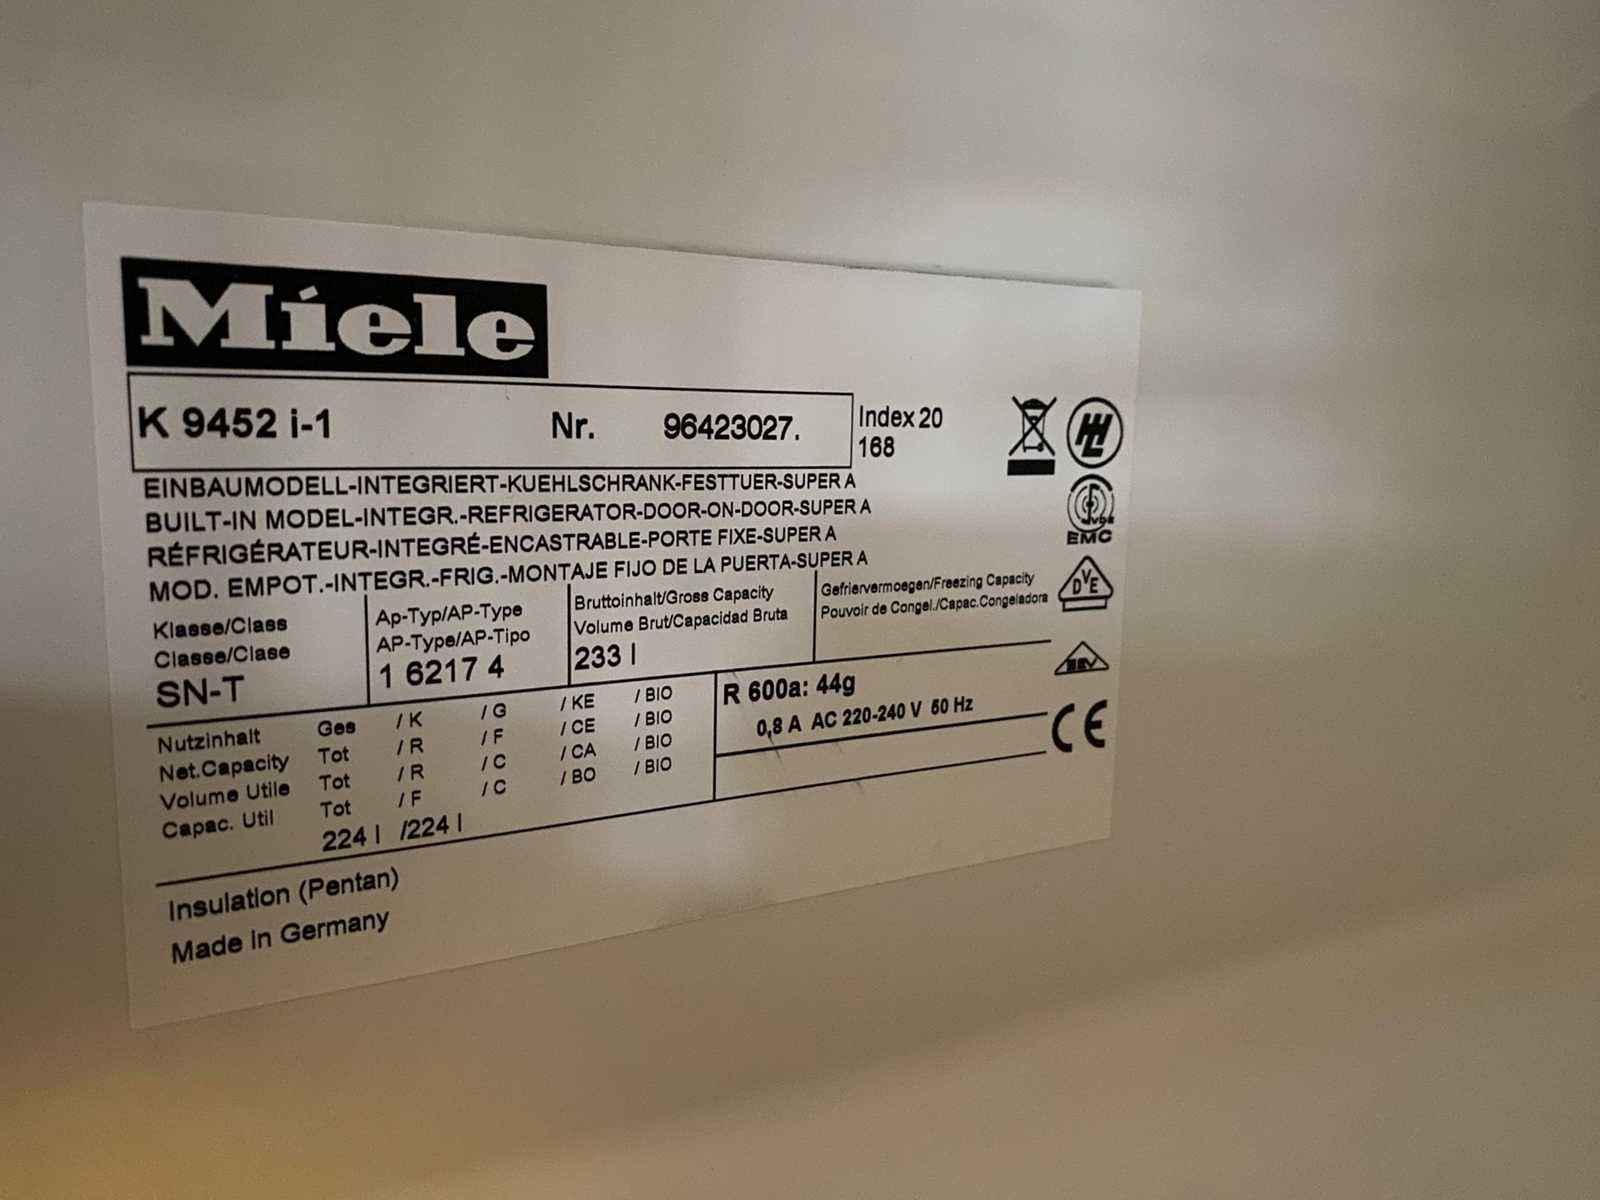 Miele
K 9452 i-1 Nr. 96423027. Index 20
168
EINBAUMODELL-INTEGRIERT-KUEHLSCHRANK-FESTTUER-SUPER A
BUILT-IN MODEL-INTEGR.-REFRIGERATOR-DOOR-ON-DOOR-SUPER A
RÉFRIGÉRATEUR-INTEGRÉ-ENCASTRABLE-PORTE FIXE-SUPER A
MOD. EMPOT.-INTEGR.-FRIG.-MONTAJE FIJO DE LA PUERTA-SUPER A
Klasse/Class
Classe/Clase
SN-T
Ap-Typ/AP-Type
AP-Type/AP-Tipo
1 6217 4
Bruttoinhalt/Gross Capacity
Volume Brut/Capacidad Bruta
233 l
Gefriervermoegen/Freezing Capacity
Pouvoir de Congel./Capac.Congeladora
Nutzinhalt Ges / K / G / KE / BIO
Net.Capacity Tot / R / F / CE / BIO
Volume Utile Tot / R / C / CA / BIO
Capac. Util Tot / F / C / BO / BIO
224 l /224 l
R 600a: 44g
0,8 A AC 220-240 V 50 Hz
EMC
DVE
CE
Insulation (Pentan)
Made in Germany